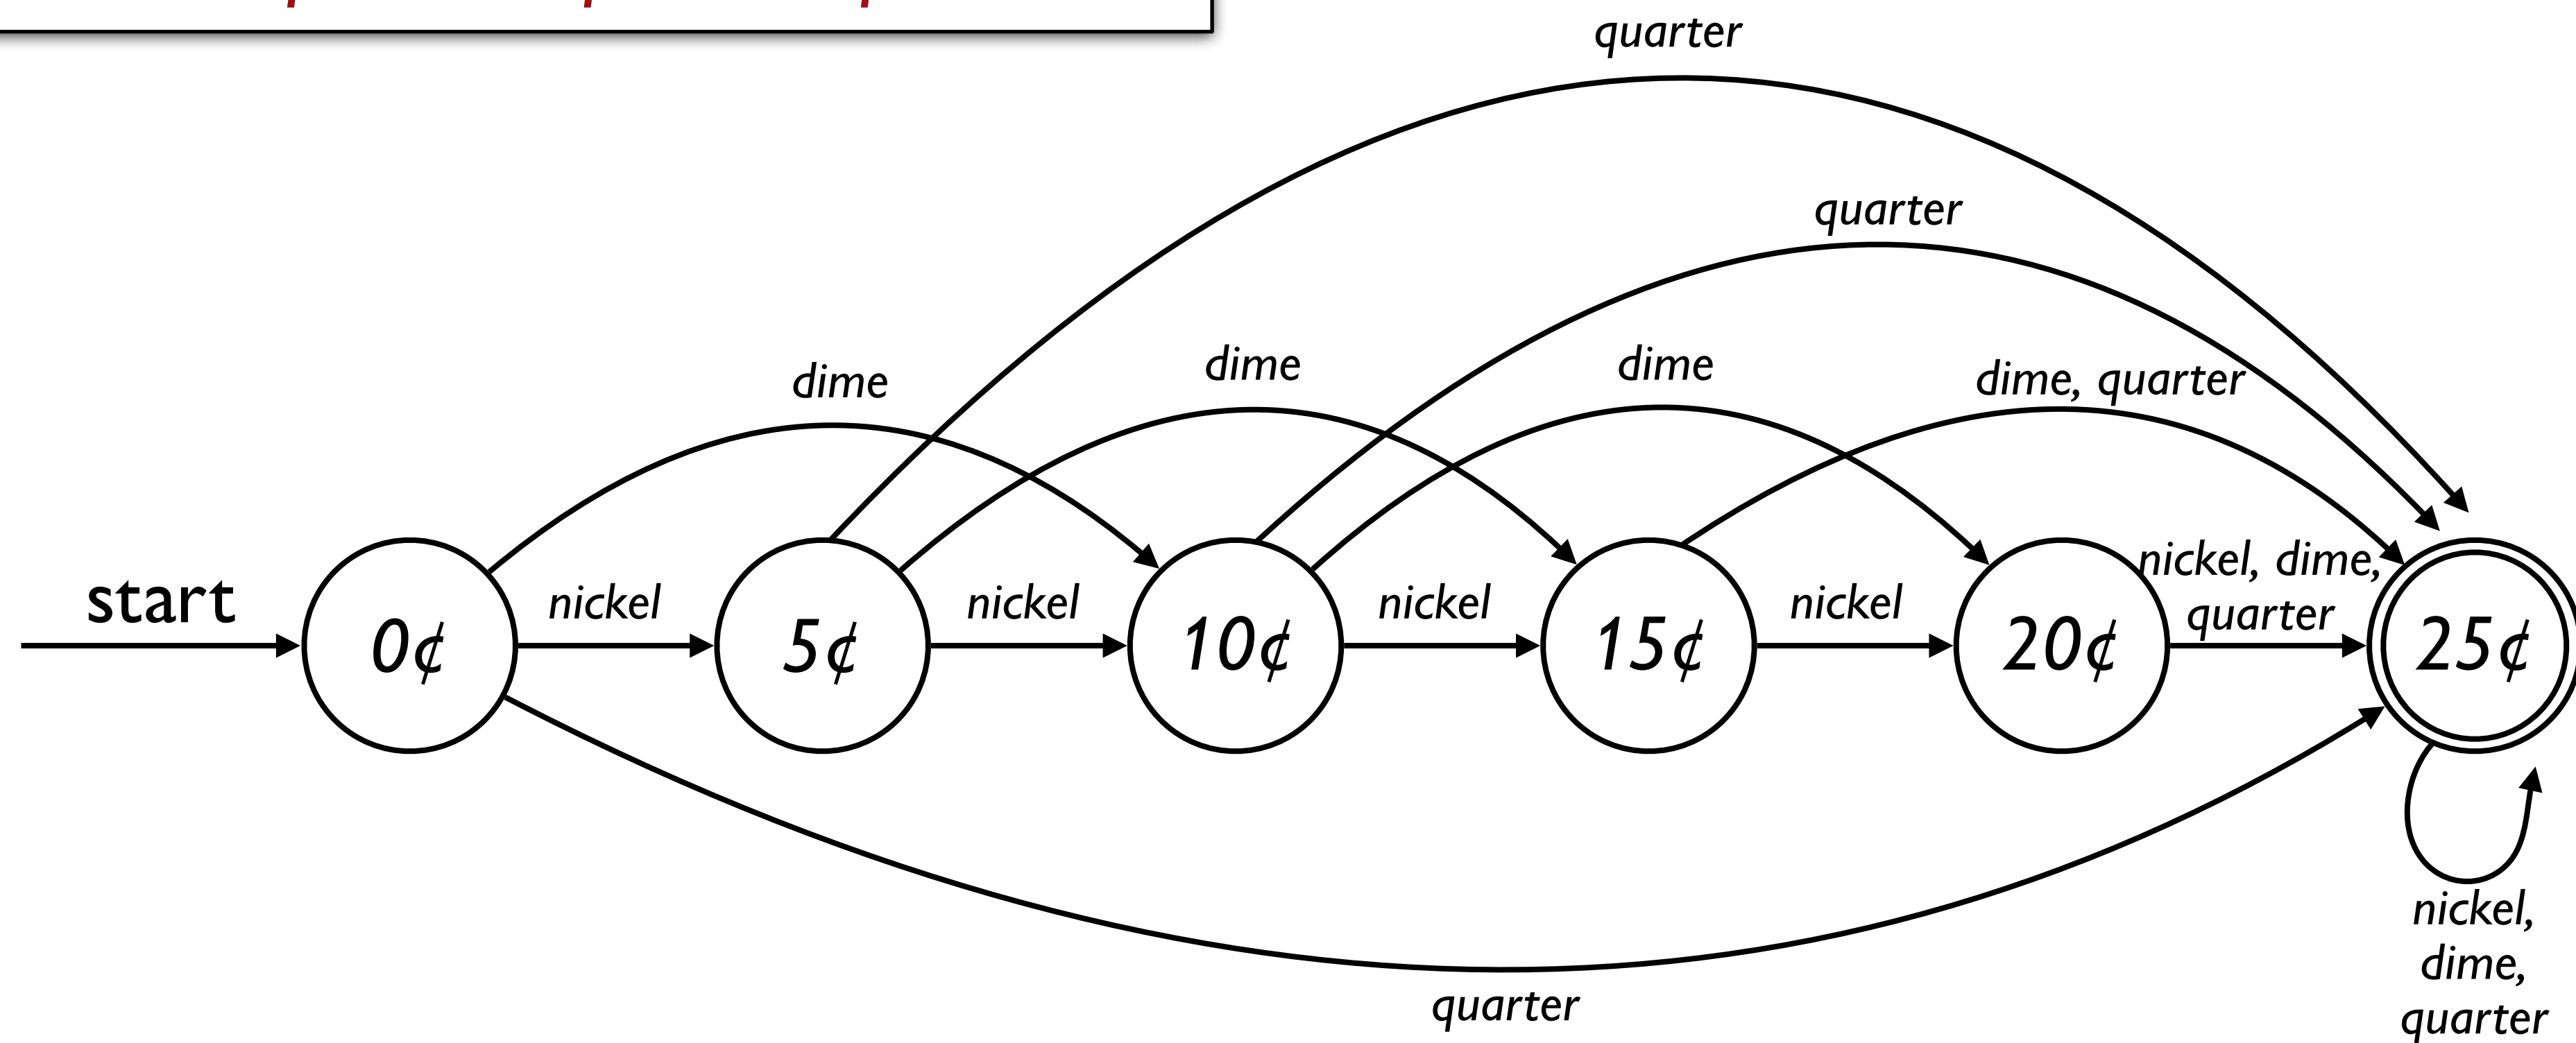 quarter
quarter
dime
dime
dime
dime, quarter
start
nickel
nickel
nickel
nickel
nickel, dime,
quarter
0¢
5¢
10¢
15¢
20¢
25¢
quarter
nickel,
dime,
quarter